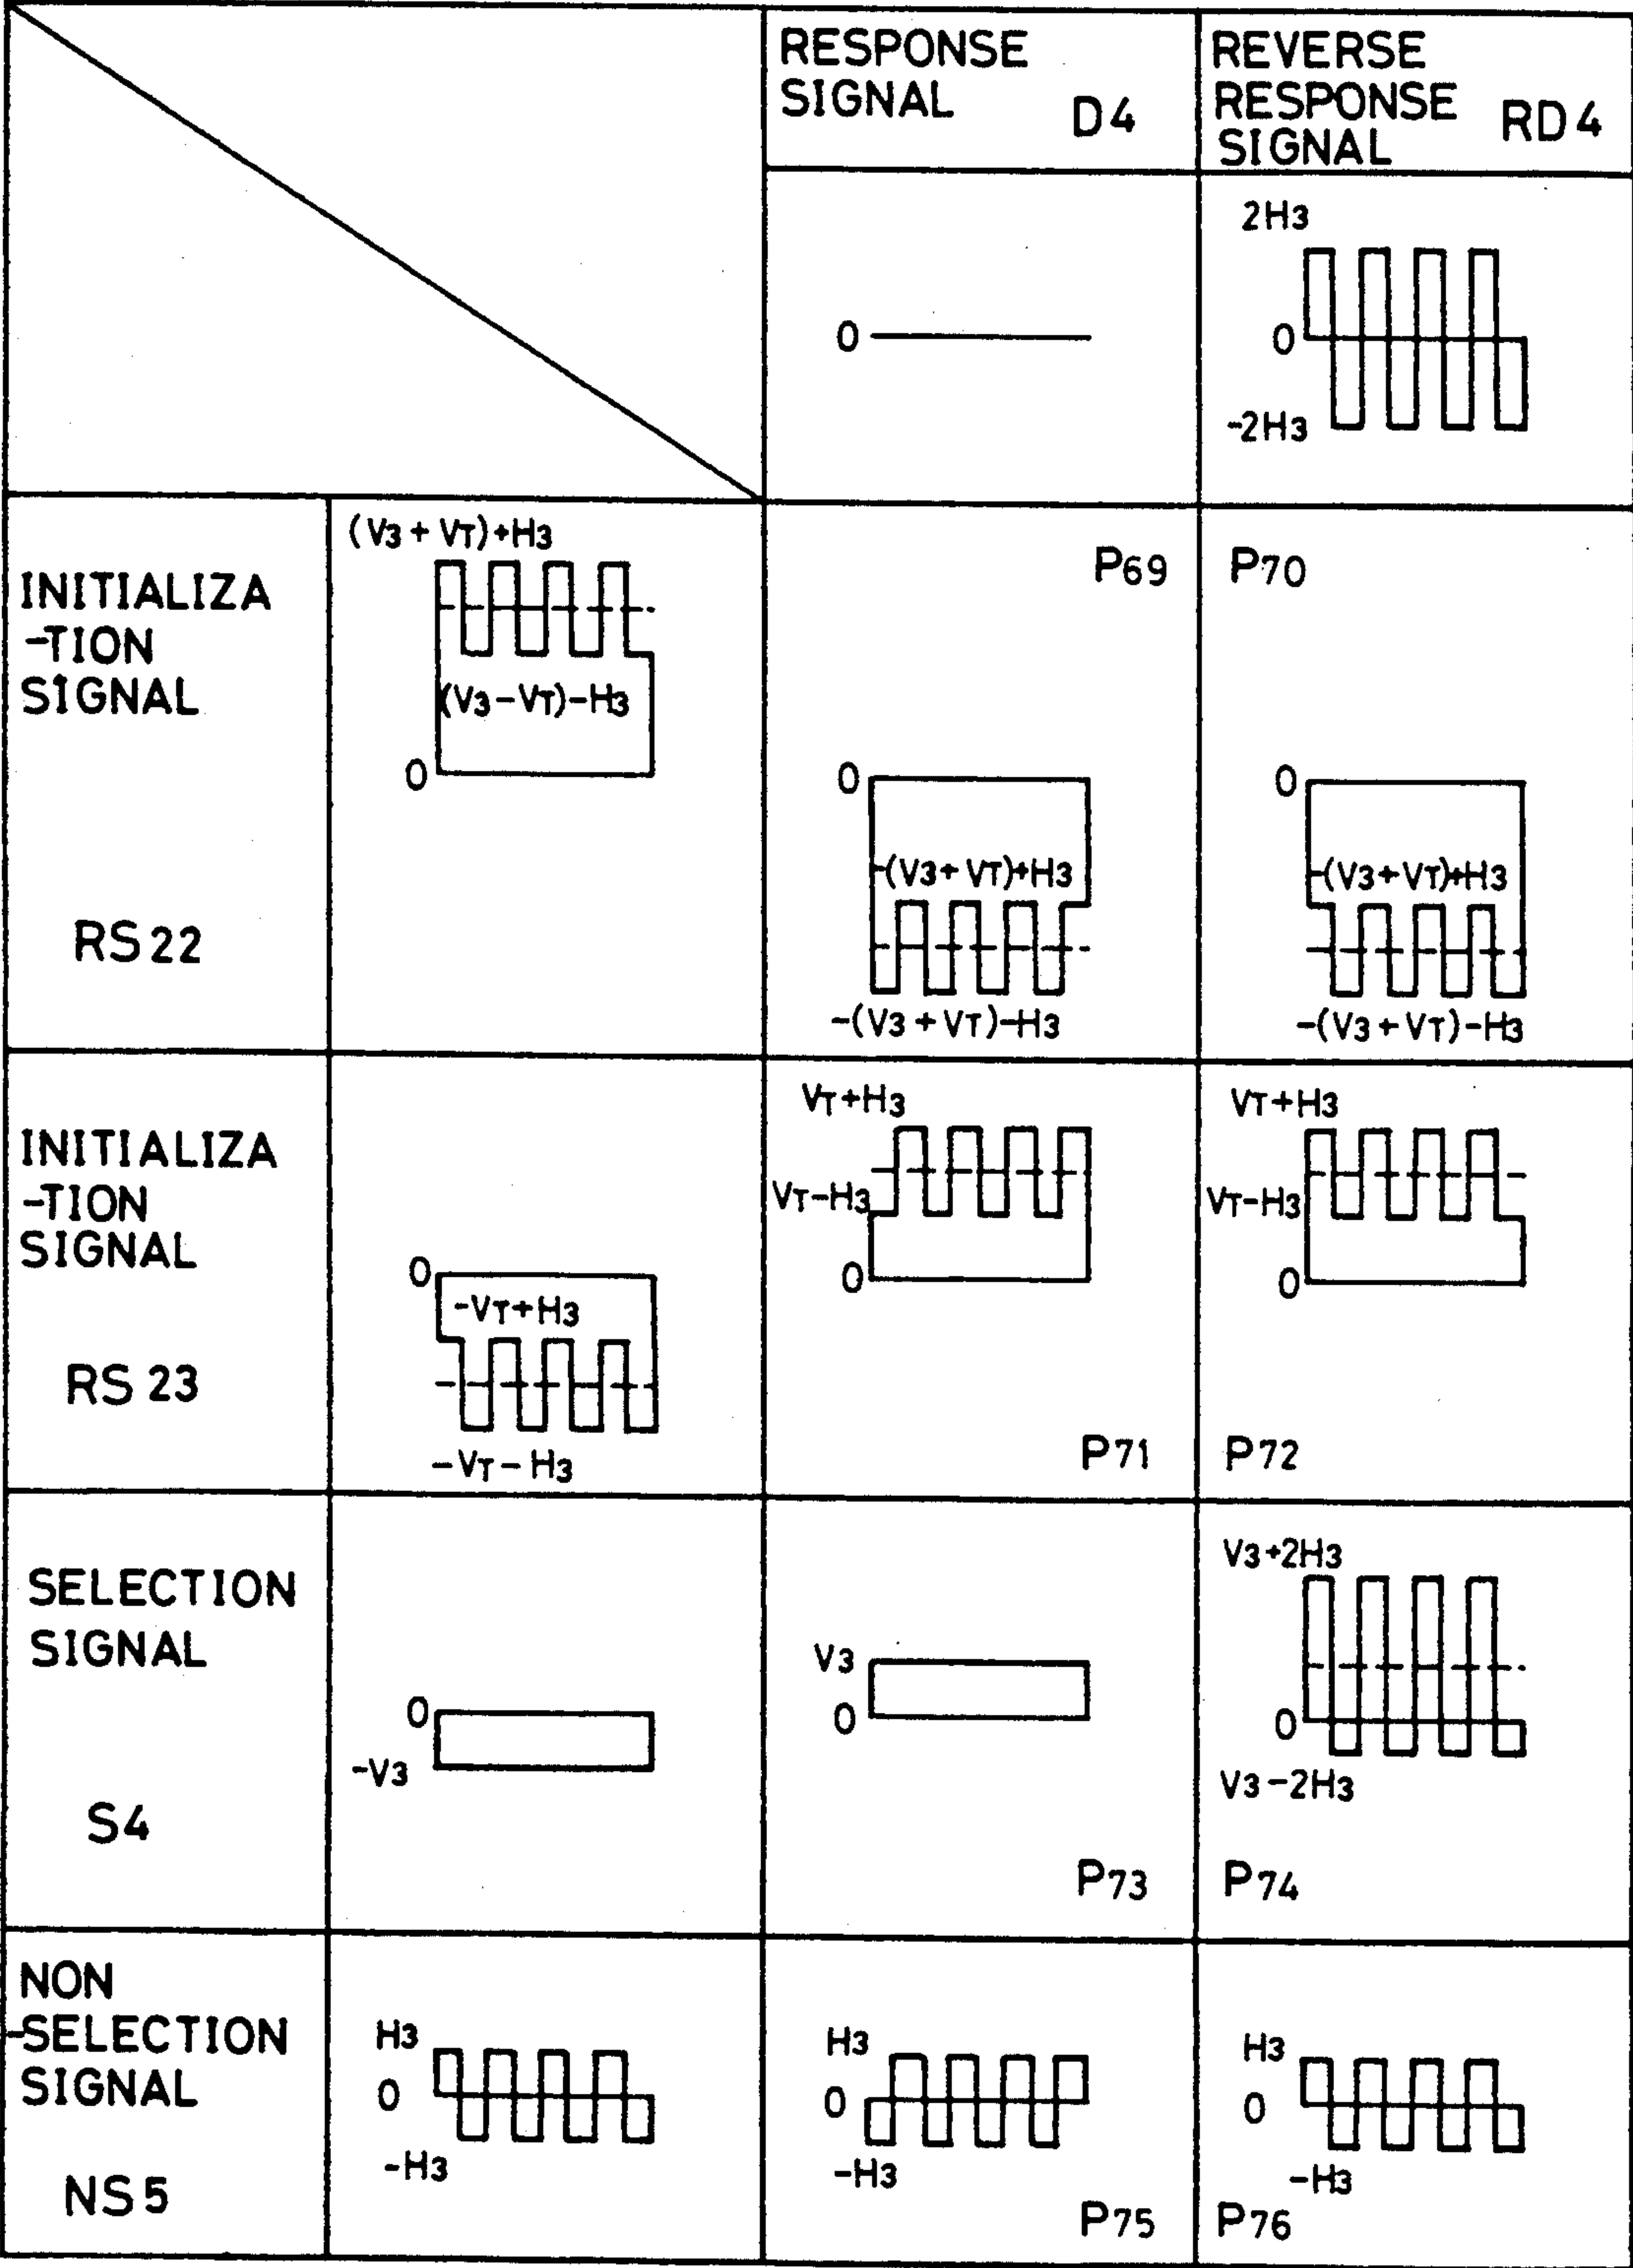 RESPONSE
SIGNAL D4
REVERSE
RESPONSE
SIGNAL RD4
0
2H3
0
-2H3
INITIALIZA
-TION
SIGNAL
RS22
(V3+VT)+H3
(V3-VT)-H3
0
P69
0
-(V3+VT)+H3
-(V3+VT)-H3
P70
0
-(V3+VT)+H3
-(V3+VT)-H3
INITIALIZA
-TION
SIGNAL
RS23
0
-VT+H3
-VT-H3
VT+H3
VT-H3
0
P71
VT+H3
VT-H3
0
P72
SELECTION
SIGNAL
S4
0
-V3
V3
0
P73
V3+2H3
0
V3-2H3
P74
NON
-SELECTION
SIGNAL
NS5
H3
0
-H3
H3
0
-H3
P75
H3
0
-H3
P76